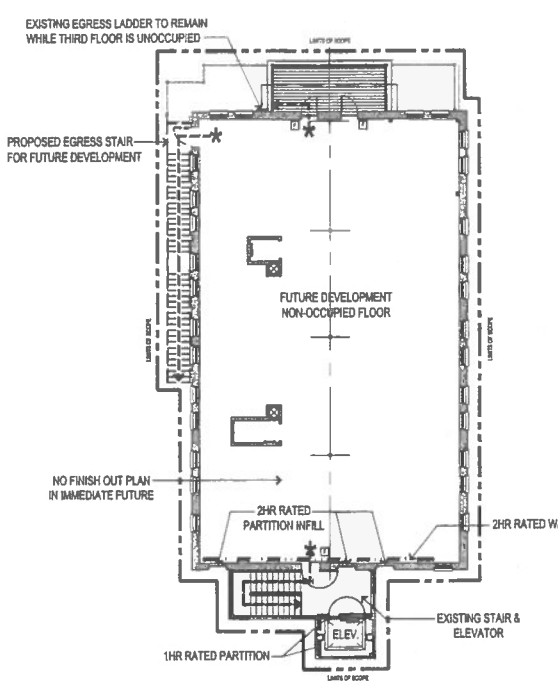 EXISTING EGRESS LADDER TO REMAIN
WHILE THIRD FLOOR IS UNOCCUPIED
LIMITS OF SCOPE
PROPOSED EGRESS STAIR
FOR FUTURE DEVELOPMENT
FUTURE DEVELOPMENT
NON-OCCUPIED FLOOR
LIMITS OF SCOPE
LIMITS OF SCOPE
NO FINISH OUT PLAN
IN IMMEDIATE FUTURE
2HR RATED
PARTITION INFILL
2HR RATED W
EXISTING STAIR &
ELEVATOR
ELEV.
1HR RATED PARTITION
LIMITS OF SCOPE